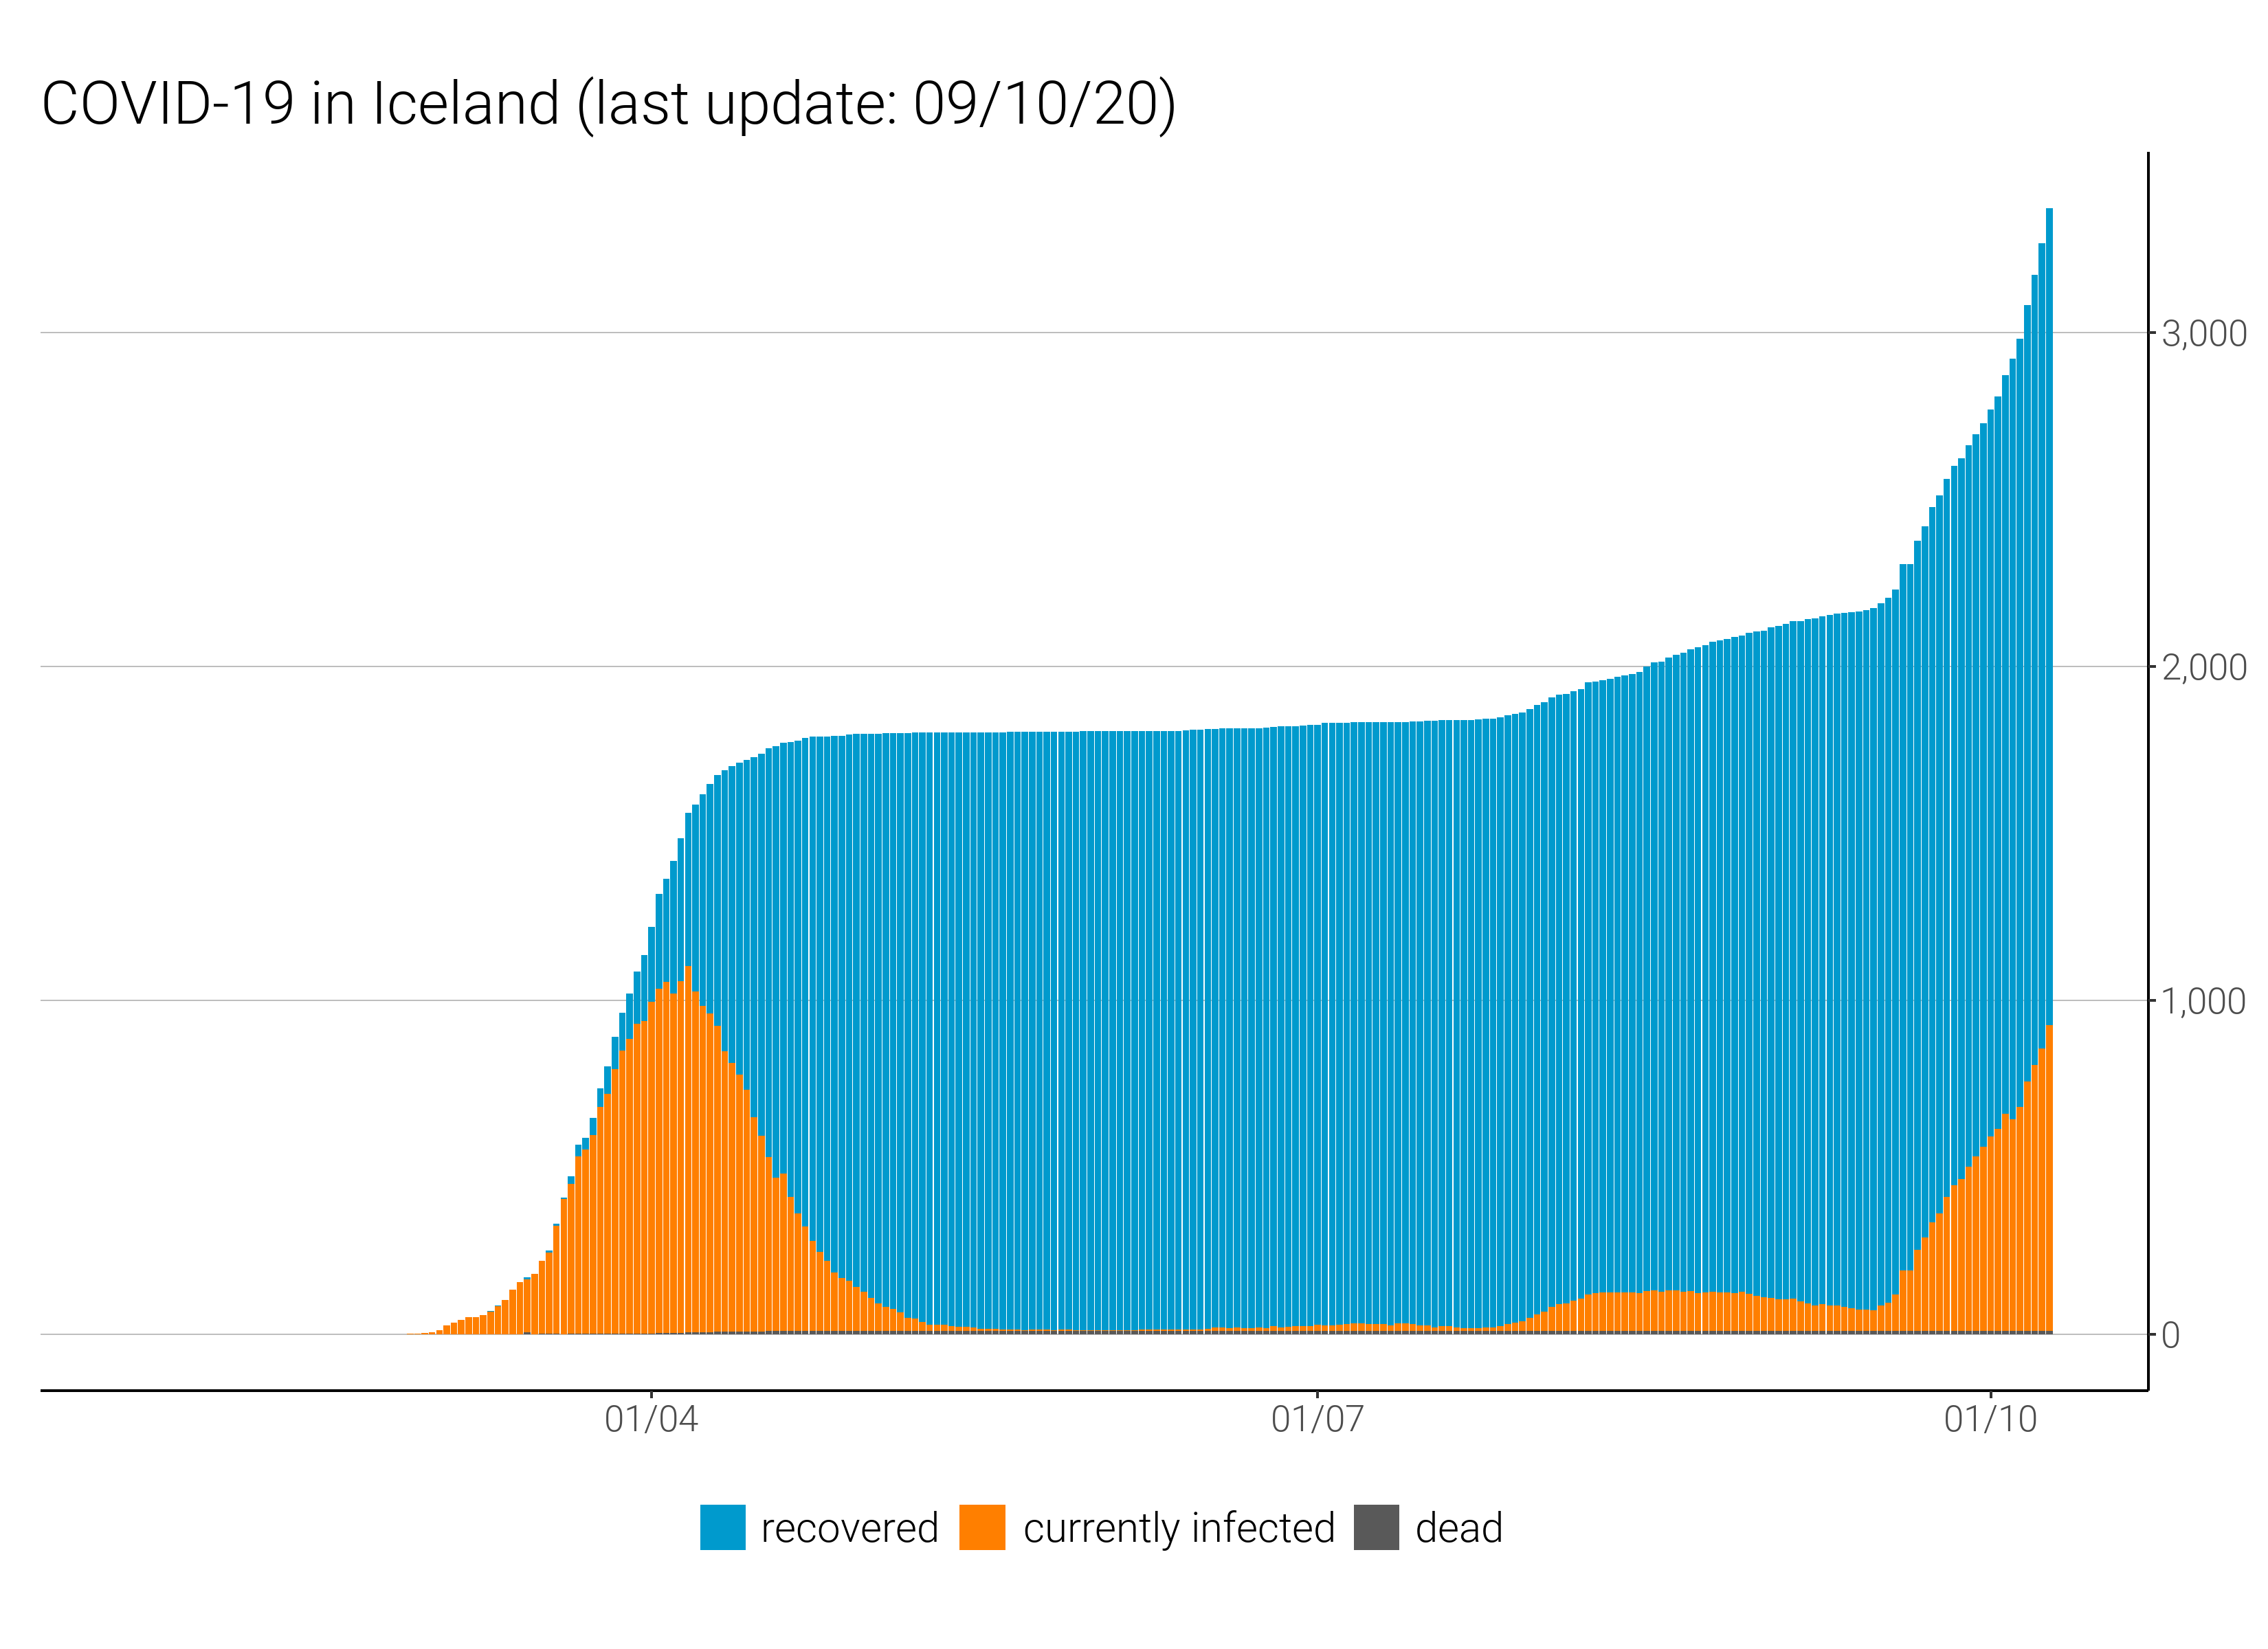 COVID-19 in Iceland (last update: 09/10/20)
3,000
2,000
1,000
0
01/04 01/07 01/10
recovered currently infected dead